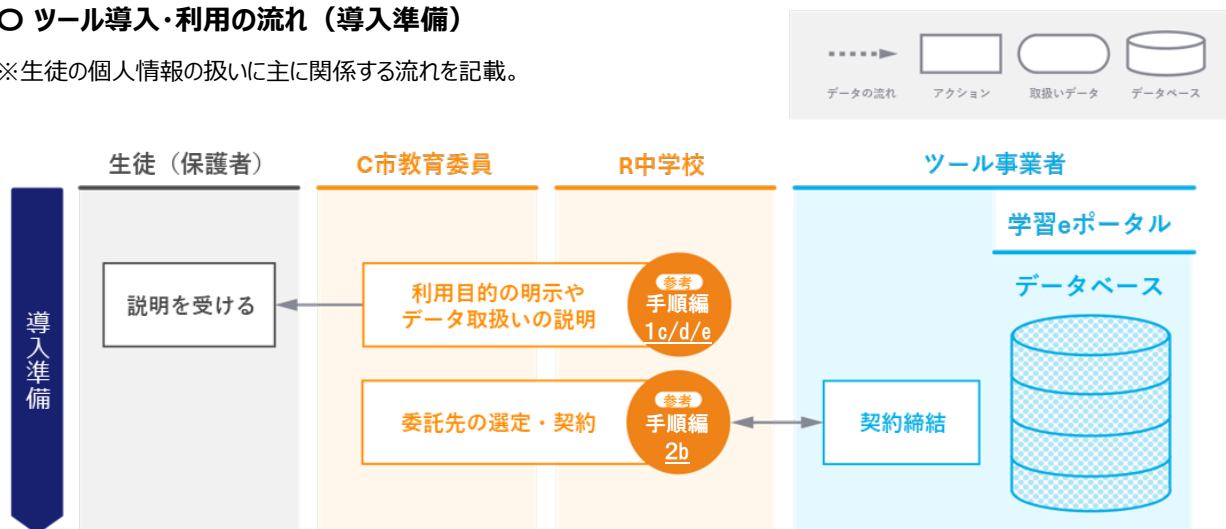 〇 ツール導入・利用の流れ（導入準備）
※生徒の個人情報の扱いに主に関係する流れを記載。
データの流れ
アクション
取扱いデータ
データベース
生徒（保護者）
C市教育委員
R中学校
ツール事業者
学習eポータル
データベース
導入準備
説明を受ける
利用目的の明示や
データ取扱いの説明
参考
手順編
1c/d/e
委託先の選定・契約
参考
手順編
2b
契約締結